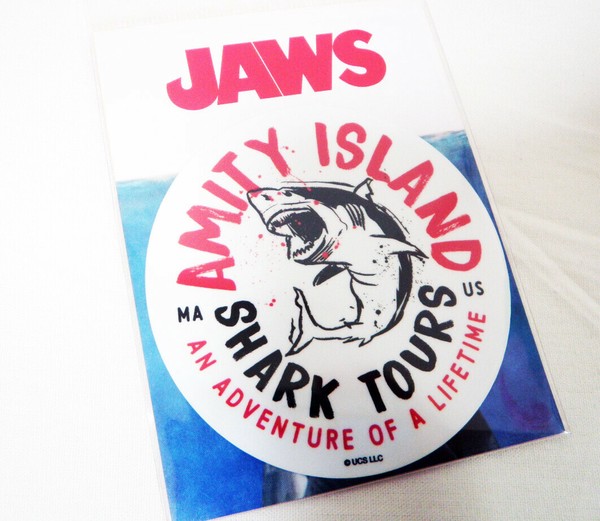 JAWS
AMITY ISLAND
MA
US
SHARK TOURS
AN ADVENTURE OF A LIFETIME
© UCS LLC